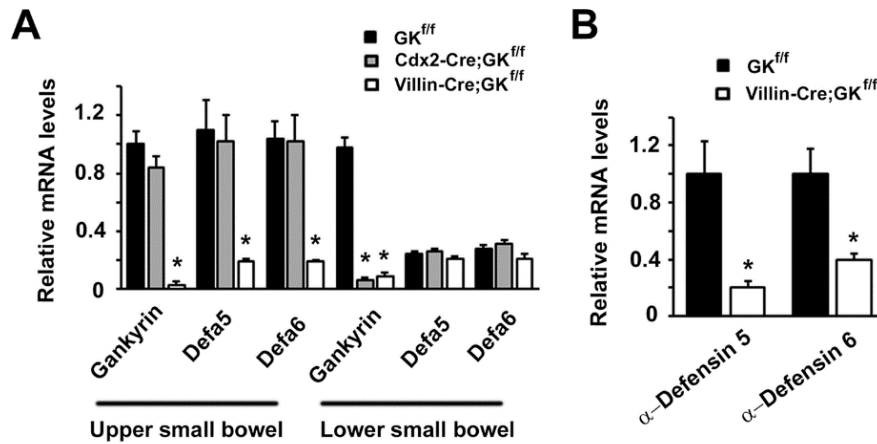 A
GK^f/f
Cdx2-Cre;GK^f/f
Villin-Cre;GK^f/f
Relative mRNA levels
1.2
0.8
0.4
0
Gankyrin
Defa5
Defa6
Gankyrin
Defa5
Defa6
* * * * *
Upper small bowel
Lower small bowel
B
GK^f/f
Villin-Cre;GK^f/f
Relative mRNA levels
1.2
0.8
0.4
0
* *
α–Defensin 5
α–Defensin 6